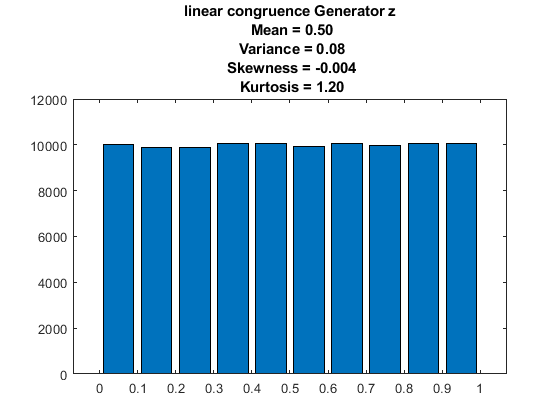 linear congruence Generator z
Mean = 0.50
Variance = 0.08
Skewness = -0.004
Kurtosis = 1.20
12000
10000
8000
6000
4000
2000
0
0 0.1 0.2 0.3 0.4 0.5 0.6 0.7 0.8 0.9 1